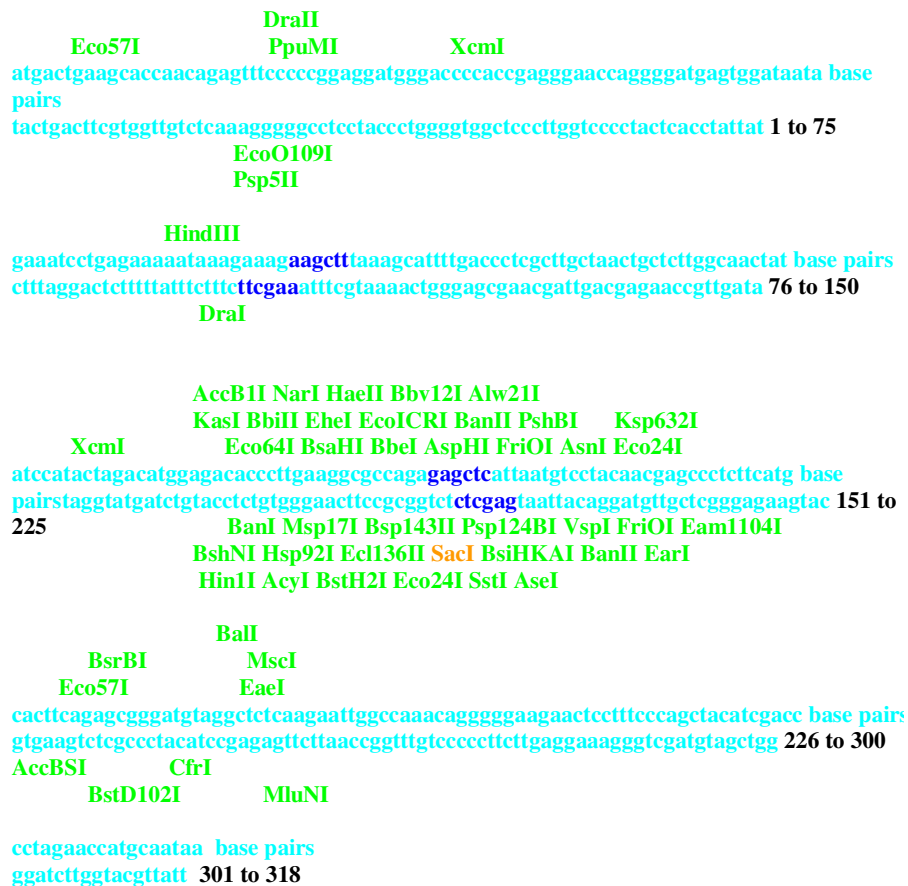 DraII
Eco57I PpuMI XcmI
atgactgaagcaccaacagagtttcccccggaggatgggaccccaccgagggaaccaggggatgagtggataata base
pairs
tactgacttcgtggttgtctcaaagggggcctcctaccctggggtggctcccttggtcccctactcacctattat 1 to 75
EcoO109I
Psp5II
HindIII
gaaatcctgagaaaaataaagaaagaagctttaaagcattttgaccctcgcttgctaactgctcttggcaactat base pairs
ctttaggactctttttatttctttcttcgaaatttcgtaaaactgggagcgaacgattgacgagaaccgttgata 76 to 150
DraI
AccB1I NarI HaeII Bbv12I Alw21I
KasI BbiII EheI EcoICRI BanII PshBI Ksp632I
XcmI Eco64I BsaHI BbeI AspHI FriOI AsnI Eco24I
atccatactagacatggagacacccttgaaggcgccagagagctcattaatgtcctacaacgagccctcttcatg base
pairstaggtatgatctgtacctctgtgggaacttccgcggtctctcgagtaattacaggatgttgctcgggagaagtac 151 to
225 BanI Msp17I Bsp143II Psp124BI VspI FriOI Eam1104I
BshNI Hsp92I Ecl136II SacI BsiHKAI BanII EarI
Hin1I AcyI BstH2I Eco24I SstI AseI
BalI
BsrBI MscI
Eco57I EaeI
cacttcagagcgggatgtaggctctcaagaattggccaaacagggggaagaactcctttcccagctacatcgacc base pairs
gtgaagtctcgccctacatccgagagttcttaaccggtttgtcccccttcttgaggaaagggtcgatgtagctgg 226 to 300
AccBSI CfrI
BstD102I MluNI
cctagaaccatgcaataa base pairs
ggatcttggtacgttatt 301 to 318